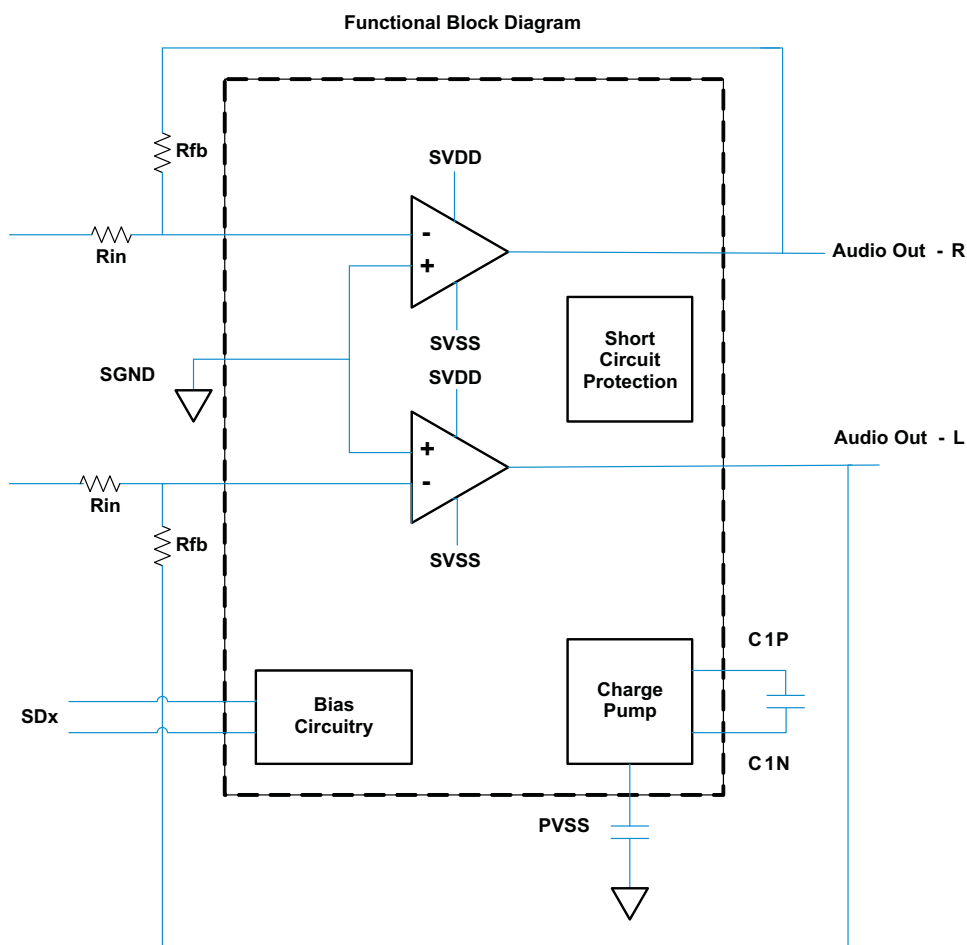 Functional Block Diagram
Rfb
SVDD
-
+
Rin
Audio Out - R
SVSS
Short
Circuit
Protection
SGND
SVDD
Audio Out - L
+
-
Rin
Rfb
SVSS
C1P
Charge
Pump
Bias
Circuitry
SDx
C1N
PVSS